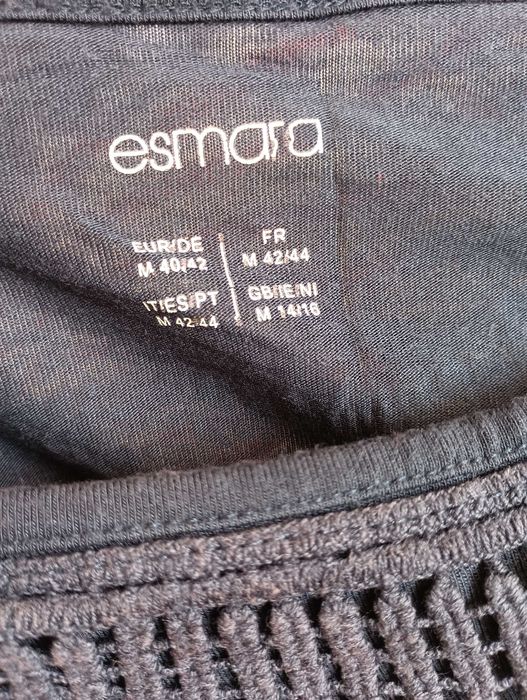 esmara
EUR/DE
M 40/42
FR
M 42/44
IT/ES/PT
M 42/44
GB/IE/NI
M 14/16